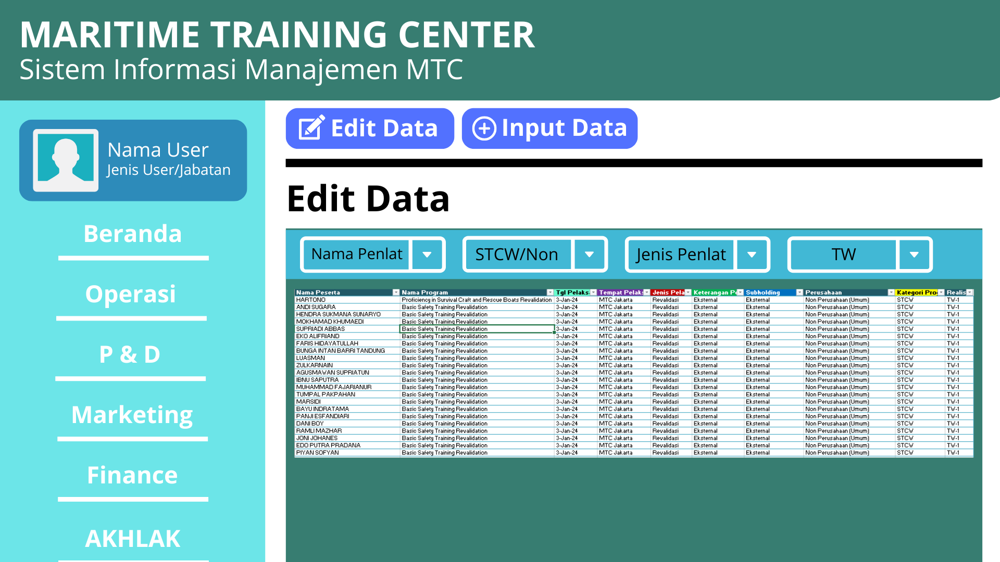 MARITIME TRAINING CENTER
Sistem Informasi Manajemen MTC
Nama User
Jenis User/Jabatan
Beranda
Operasi
P & D
Marketing
Finance
AKHLAK
Edit Data
Input Data
Edit Data
Nama Penlat
STCW/Non
Jenis Penlat
TW
Nama Peserta Nama Program Tgl Pelaks Tempat Pelaks Jenis Pela Keterangan Subholding Perusahaan Kategori Realis
HARTONO Proficiency in Survival Craft and Rescue Boats Revalidation 3-Jan-24 MTC Jakarta Revalidasi Eksternal Eksternal Non Perusahaan (Umum) STCW TW-1
ANDI SUGARA Basic Safety Training Revalidation 3-Jan-24 MTC Jakarta Revalidasi Eksternal Eksternal Non Perusahaan (Umum) STCW TW-1
HENDRA SUKMANA SUNARYO Basic Safety Training Revalidation 3-Jan-24 MTC Jakarta Revalidasi Eksternal Eksternal Non Perusahaan (Umum) STCW TW-1
MOKHAMAD KHUMAEDI Basic Safety Training Revalidation 3-Jan-24 MTC Jakarta Revalidasi Eksternal Eksternal Non Perusahaan (Umum) STCW TW-1
SUPRIADI ABBAS Basic Safety Training Revalidation 3-Jan-24 MTC Jakarta Revalidasi Eksternal Eksternal Non Perusahaan (Umum) STCW TW-1
EKO ALIFRIAND Basic Safety Training Revalidation 3-Jan-24 MTC Jakarta Revalidasi Eksternal Eksternal Non Perusahaan (Umum) STCW TW-1
FARIS HIDAYATULLAH Basic Safety Training Revalidation 3-Jan-24 MTC Jakarta Revalidasi Eksternal Eksternal Non Perusahaan (Umum) STCW TW-1
BUNGA INTAN BARRI TANDUNG Basic Safety Training Revalidation 3-Jan-24 MTC Jakarta Revalidasi Eksternal Eksternal Non Perusahaan (Umum) STCW TW-1
LUASMAN Basic Safety Training Revalidation 3-Jan-24 MTC Jakarta Revalidasi Eksternal Eksternal Non Perusahaan (Umum) STCW TW-1
ZULKARNAIN Basic Safety Training Revalidation 3-Jan-24 MTC Jakarta Revalidasi Eksternal Eksternal Non Perusahaan (Umum) STCW TW-1
AGUSMAWAN SUPRIATUN Basic Safety Training Revalidation 3-Jan-24 MTC Jakarta Revalidasi Eksternal Eksternal Non Perusahaan (Umum) STCW TW-1
IBNU SAPUTRA Basic Safety Training Revalidation 3-Jan-24 MTC Jakarta Revalidasi Eksternal Eksternal Non Perusahaan (Umum) STCW TW-1
MUHAMMAD FAJARIANUR Basic Safety Training Revalidation 3-Jan-24 MTC Jakarta Revalidasi Eksternal Eksternal Non Perusahaan (Umum) STCW TW-1
TUMPAL PAKPAHAN Basic Safety Training Revalidation 3-Jan-24 MTC Jakarta Revalidasi Eksternal Eksternal Non Perusahaan (Umum) STCW TW-1
MARSIDI Basic Safety Training Revalidation 3-Jan-24 MTC Jakarta Revalidasi Eksternal Eksternal Non Perusahaan (Umum) STCW TW-1
BAYU INDRATAMA Basic Safety Training Revalidation 3-Jan-24 MTC Jakarta Revalidasi Eksternal Eksternal Non Perusahaan (Umum) STCW TW-1
PANJI ESFANDIARI Basic Safety Training Revalidation 3-Jan-24 MTC Jakarta Revalidasi Eksternal Eksternal Non Perusahaan (Umum) STCW TW-1
DANI BOY Basic Safety Training Revalidation 3-Jan-24 MTC Jakarta Revalidasi Eksternal Eksternal Non Perusahaan (Umum) STCW TW-1
RAMLI MAZHAR Basic Safety Training Revalidation 3-Jan-24 MTC Jakarta Revalidasi Eksternal Eksternal Non Perusahaan (Umum) STCW TW-1
JONI JOHANES Basic Safety Training Revalidation 3-Jan-24 MTC Jakarta Revalidasi Eksternal Eksternal Non Perusahaan (Umum) STCW TW-1
EDO PUTRA PRADANA Basic Safety Training Revalidation 3-Jan-24 MTC Jakarta Revalidasi Eksternal Eksternal Non Perusahaan (Umum) STCW TW-1
PIYAN SOFYAN Basic Safety Training Revalidation 3-Jan-24 MTC Jakarta Revalidasi Eksternal Eksternal Non Perusahaan (Umum) STCW TW-1